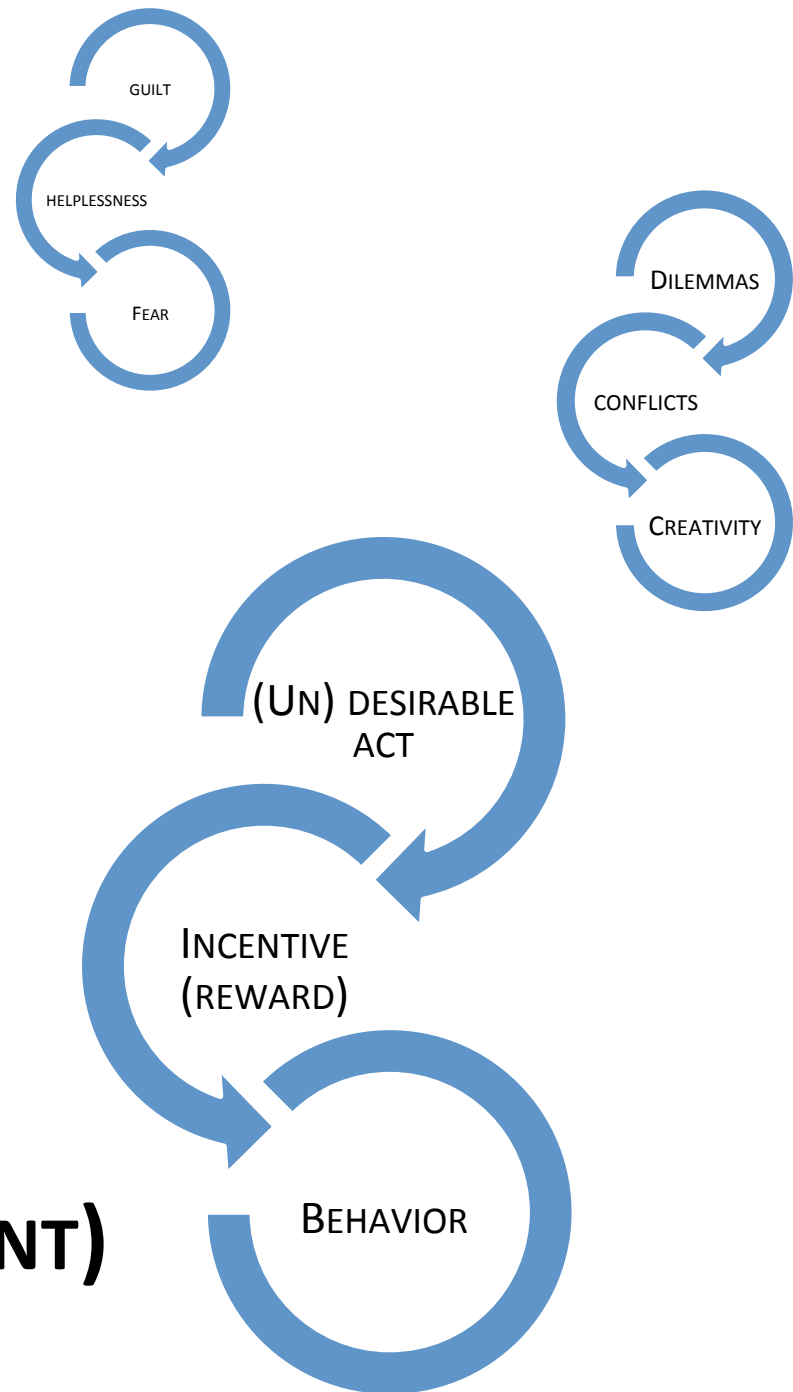 GUILT
HELPLESSNESS
FEAR
DILEMMAS
CONFLICTS
CREATIVITY
(UN) DESIRABLE
ACT
INCENTIVE
(REWARD)
BEHAVIOR
NT)